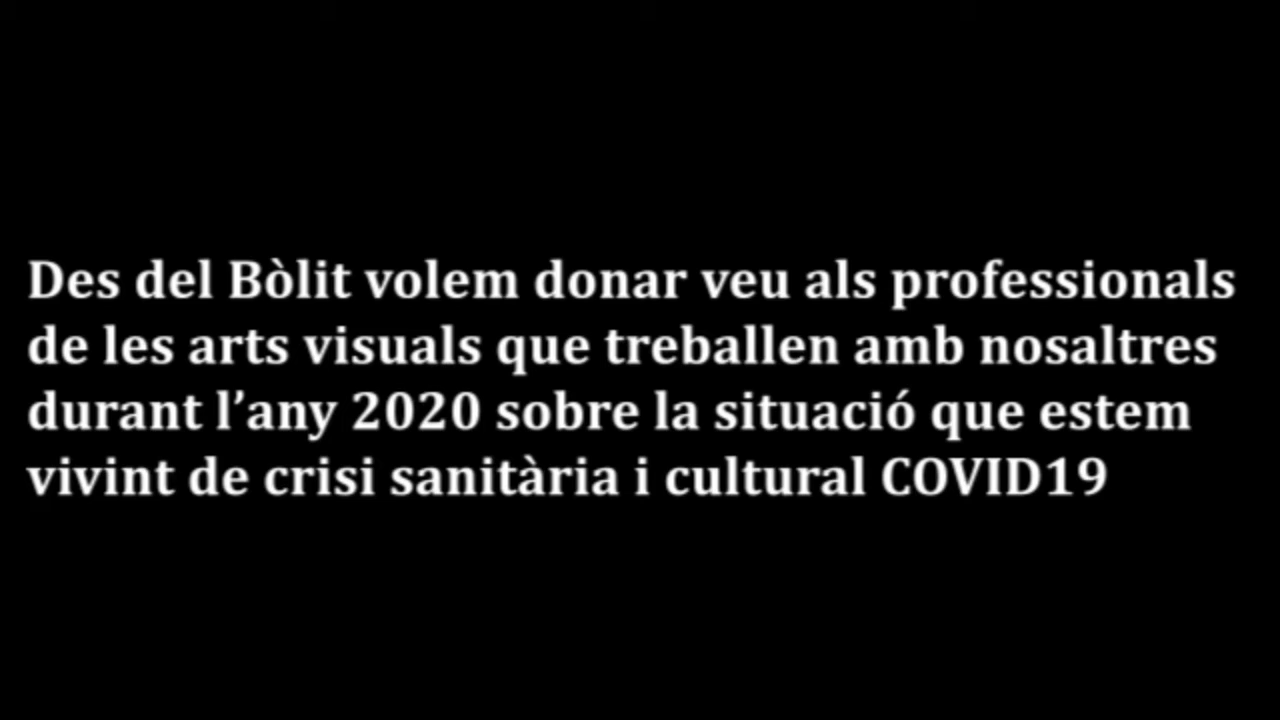 Des del Bòlit volem donar veu als professionals
de les arts visuals que treballen amb nosaltres
durant l’any 2020 sobre la situació que estem
vivint de crisi sanitària i cultural COVID19